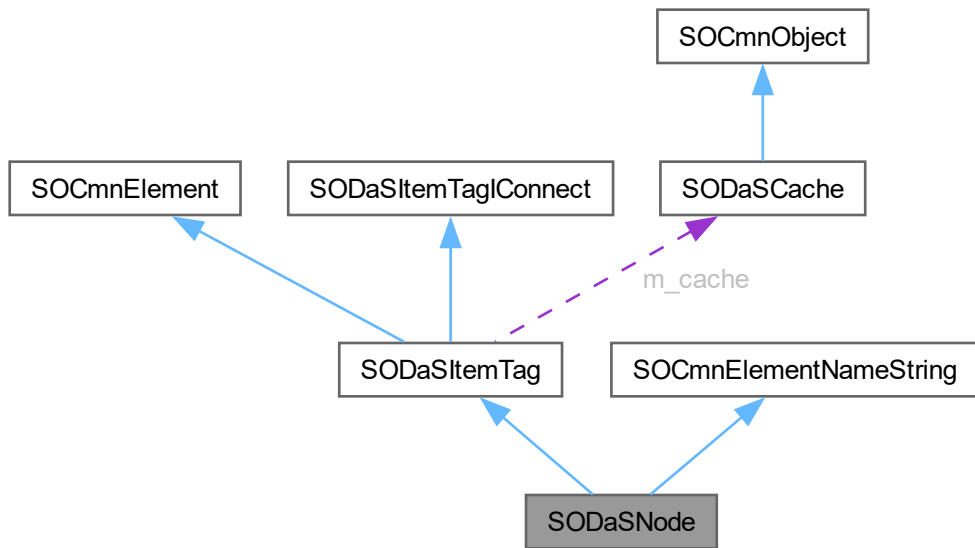 SOCmnObject
SOCmnElement
SODaSItemTagIConnect
SODaSCache
m_cache
SODaSItemTag
SOCmnElementNameString
SODaSNode